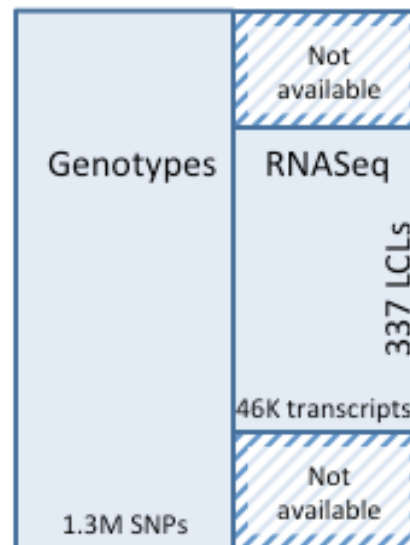 Not
available
Genotypes
RNASeq
337 LCLs
46K transcripts
Not
available
1.3M SNPs